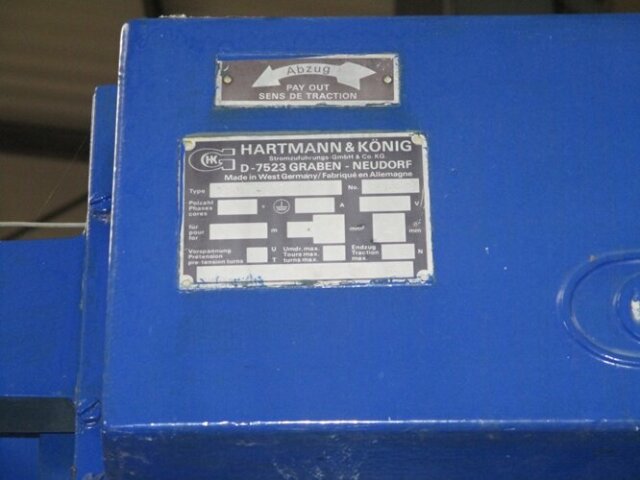 Abzug
PAY OUT
SENS DE TRACTION
HK
HARTMANN & KÖNIG
Stromzuführungs-GmbH & Co. KG
D-7523 GRABEN - NEUDORF
Made in West Germany/Fabriqué en Allemagne
Type No.
Polzahl
Phases A V
cores
für
pour m mm² mm
for
Vorspannung U Umdr. max. Endzug N
Prétension Tours max. Traction
pre-tension turns T turns max. max.